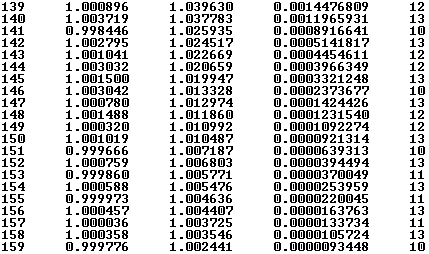 139 1.000896 1.039630 0.0014476809 12
140 1.003719 1.037783 0.0011965931 13
141 0.998446 1.025935 0.0008916641 10
142 1.002795 1.024517 0.0005141817 13
143 1.001041 1.022669 0.0004454611 12
144 1.003032 1.020659 0.0003966349 12
145 1.001500 1.019947 0.0003321248 13
146 1.003042 1.013328 0.0002373677 10
147 1.000780 1.012974 0.0001424426 13
148 1.001488 1.011860 0.0001231540 12
149 1.000320 1.010992 0.0001092274 12
150 1.001019 1.010487 0.0000921314 13
151 0.999666 1.007187 0.0000639313 10
152 1.000759 1.006803 0.0000394494 13
153 0.999860 1.005771 0.0000370049 11
154 1.000588 1.005476 0.0000253959 13
155 0.999973 1.004636 0.0000220045 11
156 1.000457 1.004407 0.0000163763 13
157 1.000036 1.003725 0.0000133734 11
158 1.000358 1.003546 0.0000105724 13
159 0.999776 1.002441 0.0000093448 10